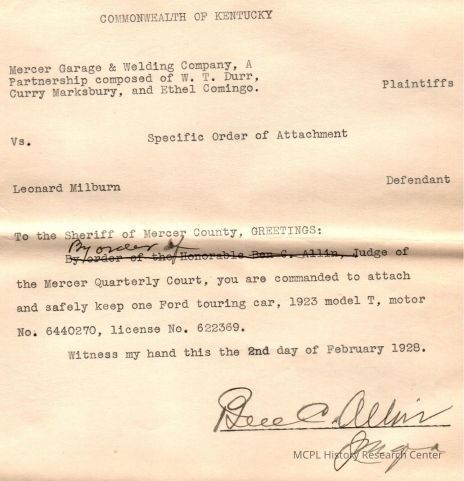 COMMONWEALTH OF KENTUCKY
Mercer Garage & Welding Company, A
Partnership composed of W. T. Durr,
Curry Marksbury, and Ethel Comingo.
Plaintiffs
Vs.
Specific Order of Attachment
Leonard Milburn
Defendant
To the Sheriff of Mercer County, GREETINGS:
By order of
By order of the Honorable Ben C. Allin, Judge of
the Mercer Quarterly Court, you are commanded to attach
and safely keep one Ford touring car, 1923 model T, motor
No. 6440270, license No. 622369.
Witness my hand this the 2nd day of February 1928.
Ben C. Allin
MCPL History Research Center